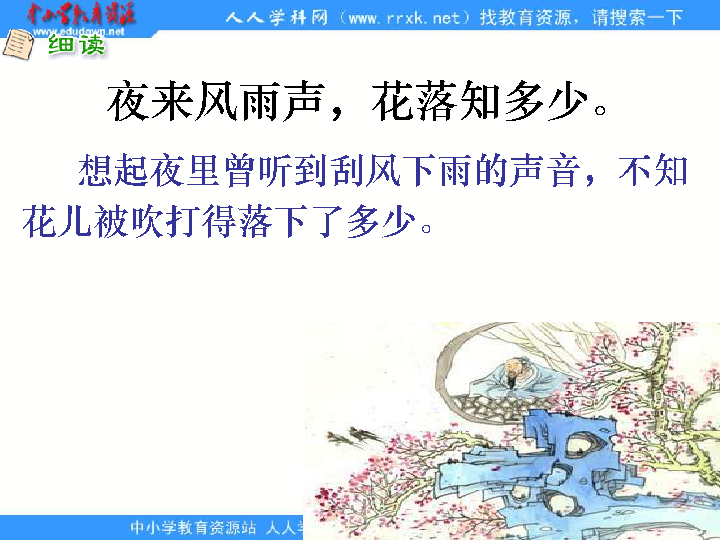 中小学教育资源
www.edudown.net
人人学科网（www.rrxk.net）找教育资源，请搜索一下
细读
夜来风雨声，花落知多少。
想起夜里曾听到刮风下雨的声音，不知
花儿被吹打得落下了多少。
中小学教育资源站 人人学